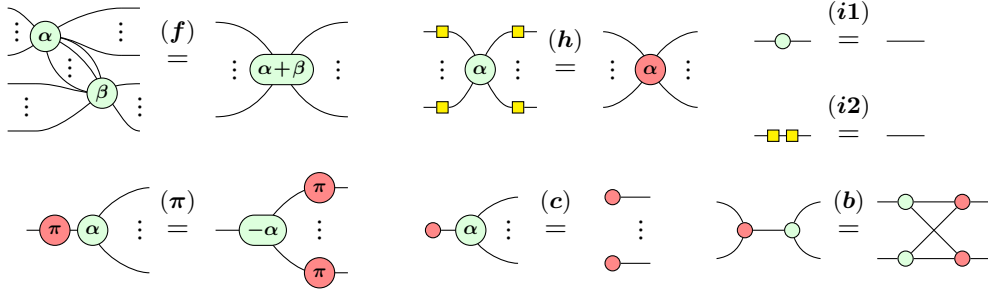 α (f) = α+β
β
(h) α = α
(i1) =
(i2) =
π α (π) = −α π π
α (c) =
(b) =